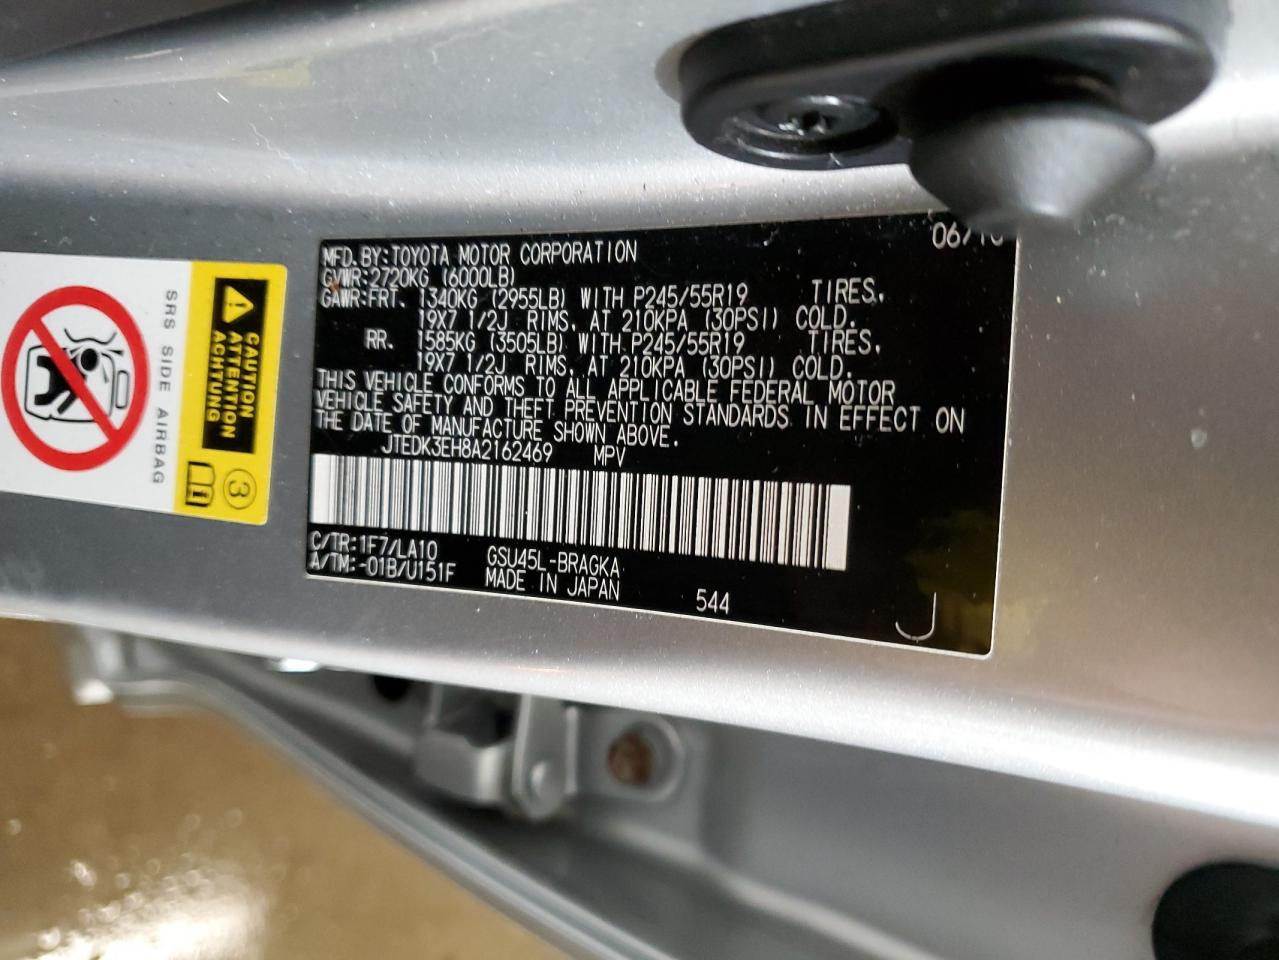 06/10
MFD.BY:TOYOTA MOTOR CORPORATION
GVWR:2720KG (6000LB)
GAWR:FRT. 1340KG (2955LB) WITH P245/55R19 TIRES,
19X7 1/2J RIMS, AT 210KPA (30PSI) COLD.
RR. 1585KG (3505LB) WITH P245/55R19 TIRES,
19X7 1/2J RIMS, AT 210KPA (30PSI) COLD.
THIS VEHICLE CONFORMS TO ALL APPLICABLE FEDERAL MOTOR
VEHICLE SAFETY AND THEFT PREVENTION STANDARDS IN EFFECT ON
THE DATE OF MANUFACTURE SHOWN ABOVE.
JTEDK3EH8A2162469 MPV
C/TR:1F7/LA10 GSU45L-BRAGKA
A/TM:-01B/U151F MADE IN JAPAN
544
J
CAUTION
ATTENTION
ACHTUNG
3
SRS SIDE AIRBAG